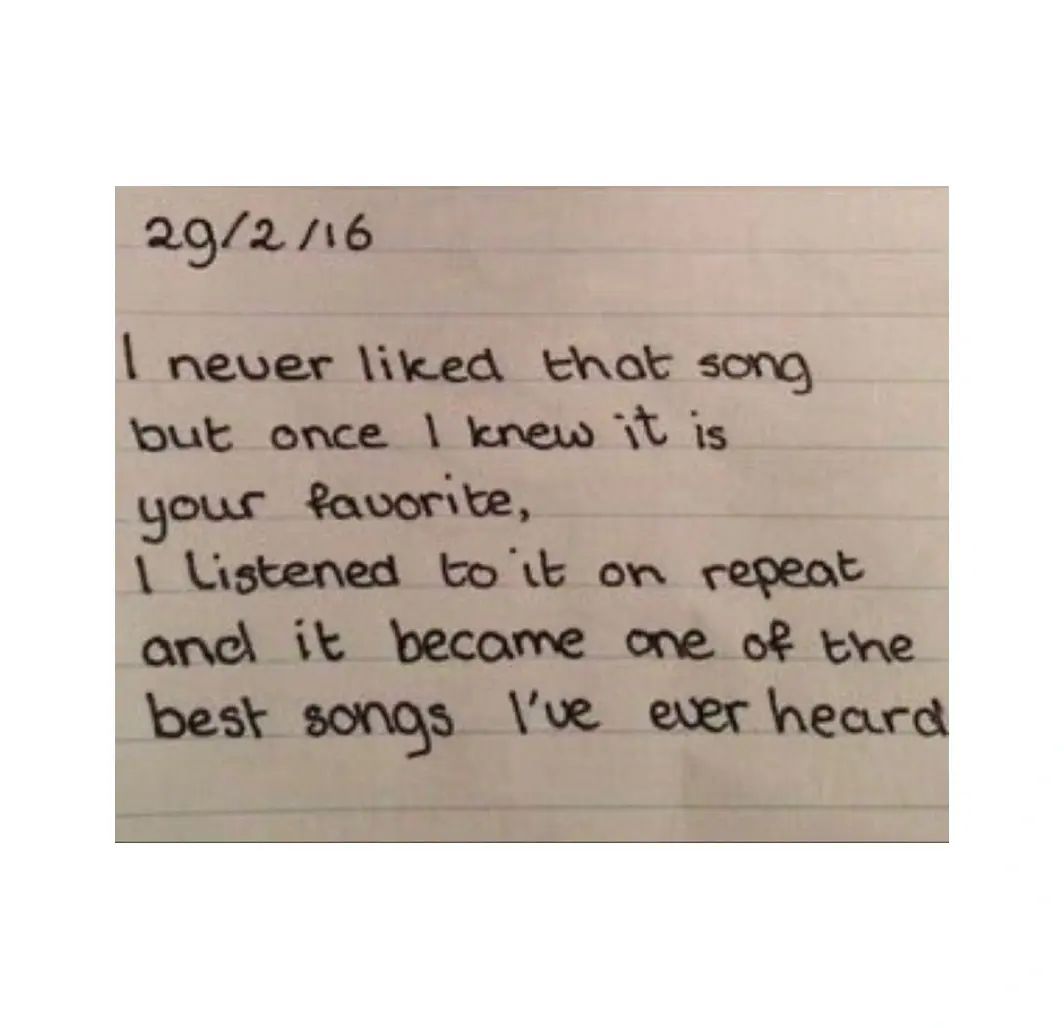 29/2/16
I never liked that song
but once I knew it is
your favorite,
I listened to it on repeat
and it became one of the
best songs I've ever heard